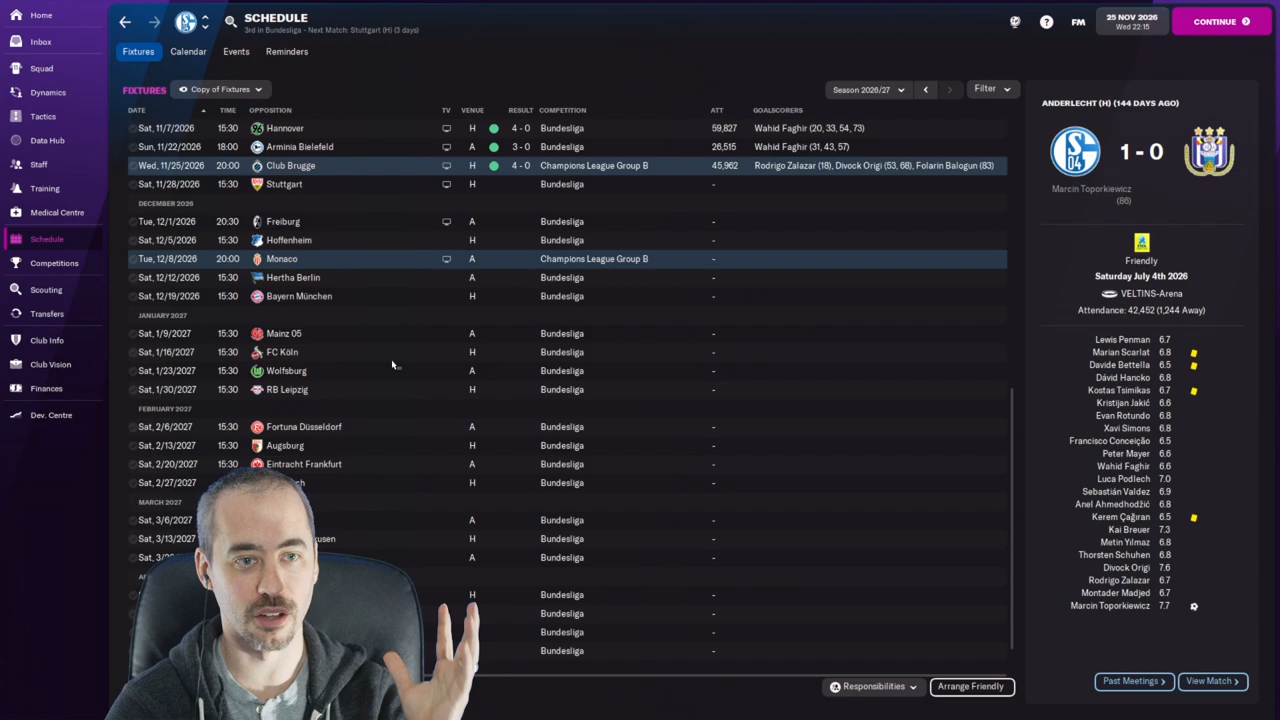 Home
Inbox
Squad
Dynamics
Tactics
Data Hub
Staff
Training
Medical Centre
Schedule
Competitions
Scouting
Transfers
Club Info
Club Vision
Finances
Dev. Centre
SCHEDULE
3rd in Bundesliga - Next Match: Stuttgart (H) (3 days)
FM
25 NOV 2026
Wed 22:15
CONTINUE
Fixtures Calendar Events Reminders
FIXTURES Copy of Fixtures Season 2026/27 Filter
DATE TIME OPPOSITION TV VENUE RESULT COMPETITION ATT GOALSCORERS
Sat, 11/7/2026 15:30 Hannover H 4 - 0 Bundesliga 59,827 Wahid Faghir (20, 33, 54, 73)
Sun, 11/22/2026 18:00 Arminia Bielefeld A 3 - 0 Bundesliga 26,515 Wahid Faghir (31, 43, 57)
Wed, 11/25/2026 20:00 Club Brugge H 4 - 0 Champions League Group B 45,962 Rodrigo Zalazar (18), Divock Origi (53, 68), Folarin Balogun (83)
Sat, 11/28/2026 15:30 Stuttgart H Bundesliga -
DECEMBER 2026
Tue, 12/1/2026 20:30 Freiburg A Bundesliga -
Sat, 12/5/2026 15:30 Hoffenheim H Bundesliga -
Tue, 12/8/2026 20:00 Monaco A Champions League Group B -
Sat, 12/12/2026 15:30 Hertha Berlin A Bundesliga -
Sat, 12/19/2026 15:30 Bayern München H Bundesliga -
JANUARY 2027
Sat, 1/9/2027 15:30 Mainz 05 A Bundesliga -
Sat, 1/16/2027 15:30 FC Köln H Bundesliga -
Sat, 1/23/2027 15:30 Wolfsburg A Bundesliga -
Sat, 1/30/2027 15:30 RB Leipzig H Bundesliga -
FEBRUARY 2027
Sat, 2/6/2027 15:30 Fortuna Düsseldorf A Bundesliga -
Sat, 2/13/2027 15:30 Augsburg H Bundesliga -
Sat, 2/20/2027 15:30 Eintracht Frankfurt A Bundesliga -
Sat, 2/27/2027 H Bundesliga -
MARCH 2027
Sat, 3/6/2027 A Bundesliga -
Sat, 3/13/2027 H Bundesliga -
Sat, A Bundesliga -
H Bundesliga -
Bundesliga -
Bundesliga -
Bundesliga -
Responsibilities Arrange Friendly
ANDERLECHT (H) (144 DAYS AGO)
1 - 0
Marcin Toporkiewicz
(86)
Friendly
Saturday July 4th 2026
VELTINS-Arena
Attendance: 42,452 (1,244 Away)
Lewis Penman 6.7
Marian Scarlat 6.8
Davide Bettella 6.5
Dávid Hancko 6.8
Kostas Tsimikas 6.7
Kristijan Jakić 6.6
Evan Rotundo 6.8
Xavi Simons 6.8
Francisco Conceição 6.5
Peter Mayer 6.6
Wahid Faghir 6.6
Luca Podlech 7.0
Sebastián Valdez 6.9
Anel Ahmedhodžić 6.8
Kerem Çağıran 6.5
Kai Breuer 7.3
Metin Yilmaz 6.8
Thorsten Schuhen 6.8
Divock Origi 7.6
Rodrigo Zalazar 6.7
Montader Madjed 6.7
Marcin Toporkiewicz 7.7
Past Meetings View Match